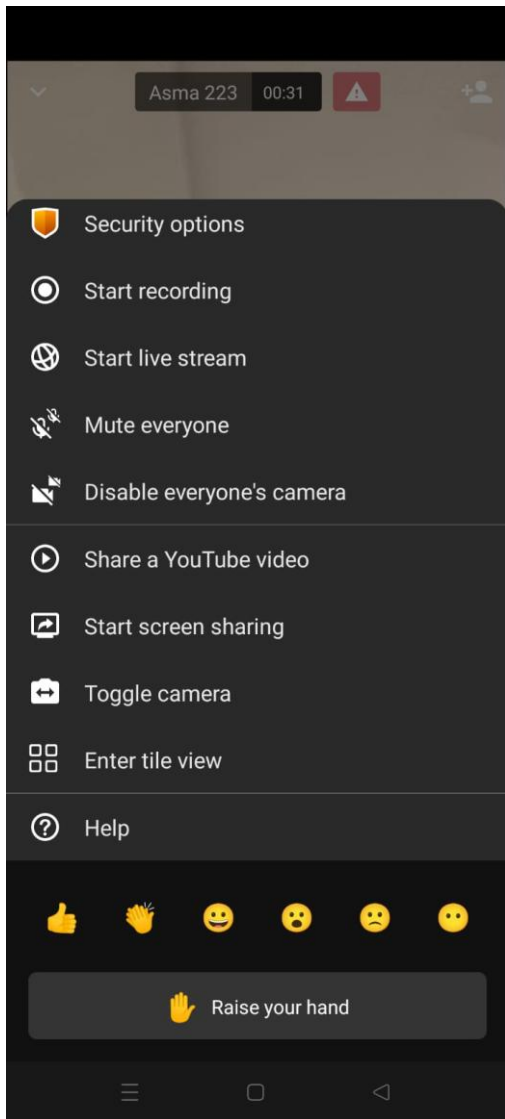 Asma 223 00:31
Security options
Start recording
Start live stream
Mute everyone
Disable everyone's camera
Share a YouTube video
Start screen sharing
Toggle camera
Enter tile view
Help
Raise your hand